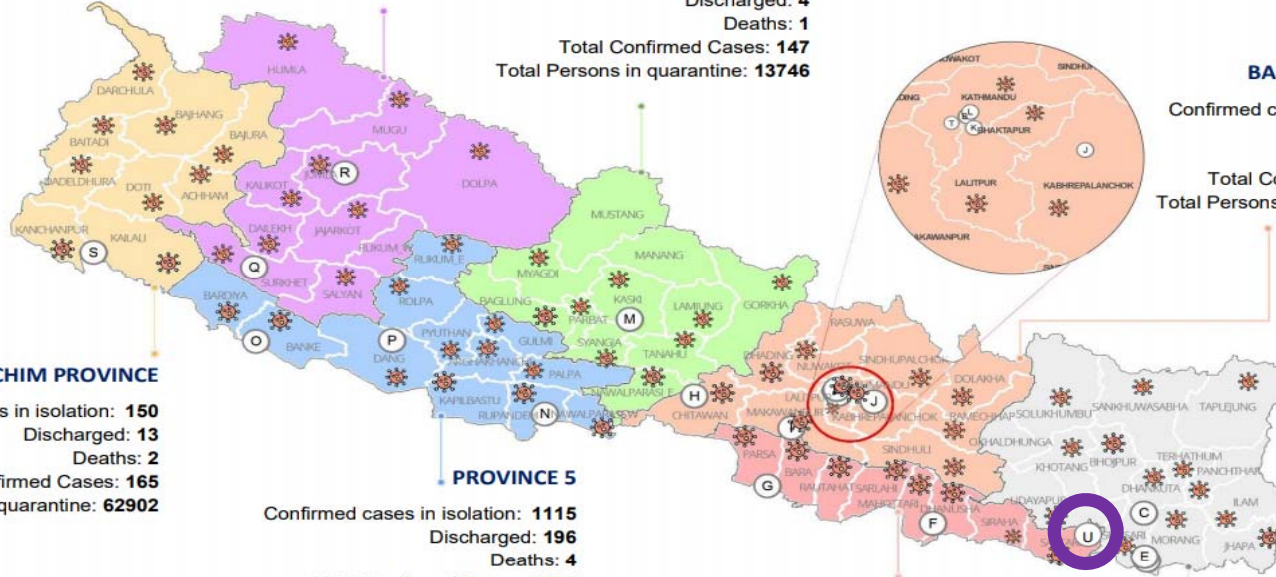 Discharged: 4
Deaths: 1
Total Confirmed Cases: 147
Total Persons in quarantine: 13746
BA
Confirmed c
Total Co
Total Persons
KATHMANDU
BHAKTAPUR
LALITPUR
KABHREPALANCHOK
T
L
K
J
HUMLA
DARCHULA
BAJHANG
MUGU
BAITADI
BAJURA
R
DOLPA
DOTI
KALIKOT
ACHHAM
MUSTANG
KANCHANPUR
KAILALI
DAILEKH
JAJARKOT
S
Q
RUKUM_W
RUKUM_E
MANANG
SURKHET
MYAGDI
SALYAN
BARDIYA
ROLPA
BAGLUNG
KASKI
LAMJUNG
GORKHA
PARBAT
M
RASUWA
O
BANKE
P
PYUTHAN
GULMI
SYANGJA
DANG
ARGHAKHANCHI
TANAHU
DHADING
SINDHUPALCHOK
NUWAKOT
PALPA
DOLAKHA
KAPILBASTU
NAWALPARASI_E
H
J
RUPANDEHI
N
CHITAWAN
MAKAWANPUR
KABHREPALANCHOK
RAMECHHAP
SOLUKHUMBU
SANKHUWASABHA
TAPLEJUNG
SINDHULI
OKHALDHUNGA
KHOTANG
BHOJPUR
TERHATHUM
PANCHTHAR
PARSA
BARA
RAUTAHAT
SARLAHI
MAHOTTARI
DHANUSHA
SIRAHA
G
F
UDAYAPUR
DHANKUTA
ILAM
C
U
MORANG
JHAPA
E
CHIM PROVINCE
s in isolation: 150
Discharged: 13
Deaths: 2
firmed Cases: 165
quarantine: 62902
PROVINCE 5
Confirmed cases in isolation: 1115
Discharged: 196
Deaths: 4